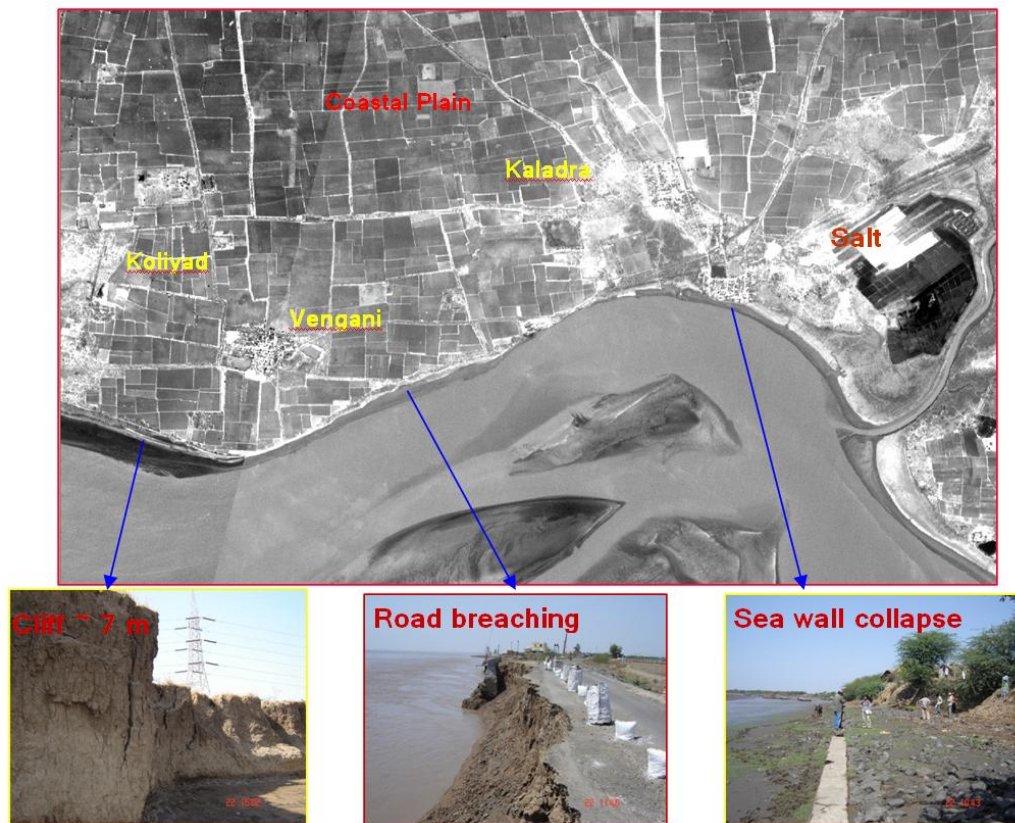 Coastal Plain
Kaladra
Salt
Koliyad
Vengani
Cliff ~ 7 m
Road breaching
Sea wall collapse